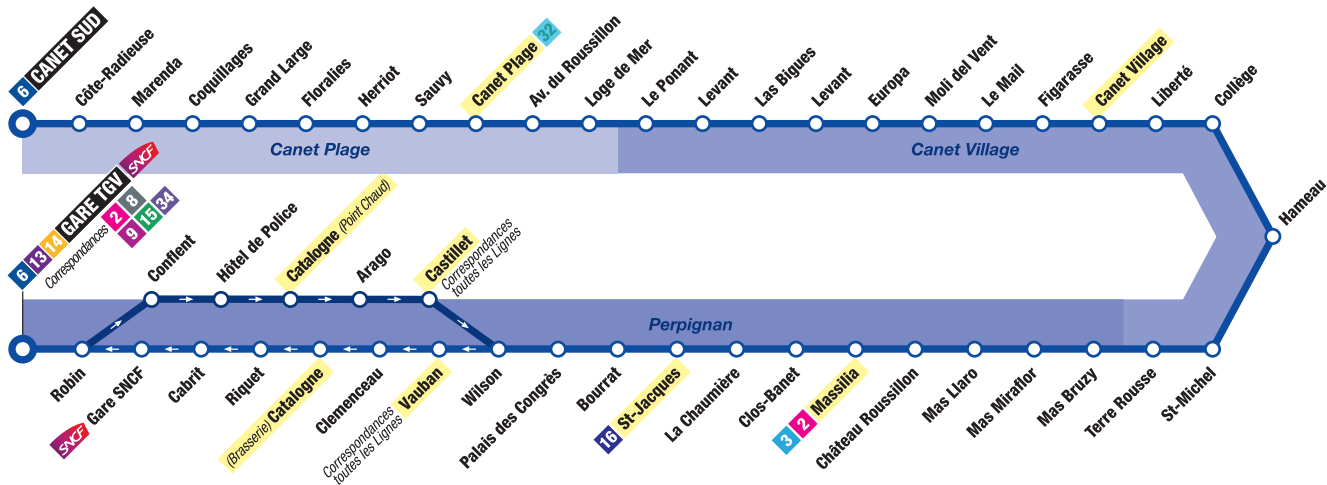 6 CANET SUD
Côte-Radieuse
Marenda
Coquillages
Grand Large
Floralies
Herriot
Sauvy
Canet Plage 32
Av. du Roussillon
Loge de Mer
Le Ponant
Levant
Las Bigues
Levant
Europa
Moli del Vent
Le Mail
Figarasse
Canet Village
Liberté
Collège
Canet Plage
Canet Village
Hameau
6 13 14 GARE TGV SNCF
Correspondances 2 8
9 15 34
Conflent
Hôtel de Police
Catalogne (Point Chaud)
Arago
Castillet
Correspondances
toutes les Lignes
Perpignan
Robin
SNCF Gare SNCF
Cabrit
Riquet
(Brasserie) Catalogne
Clemenceau
Correspondances
toutes les Lignes
Vauban
Wilson
Palais des Congrès
Bourrat
16 St-Jacques
La Chaumière
Clos-Banet
3 2 Massilia
Château Roussillon
Mas Llaro
Mas Miraflor
Mas Bruzy
Terre Rousse
St-Michel